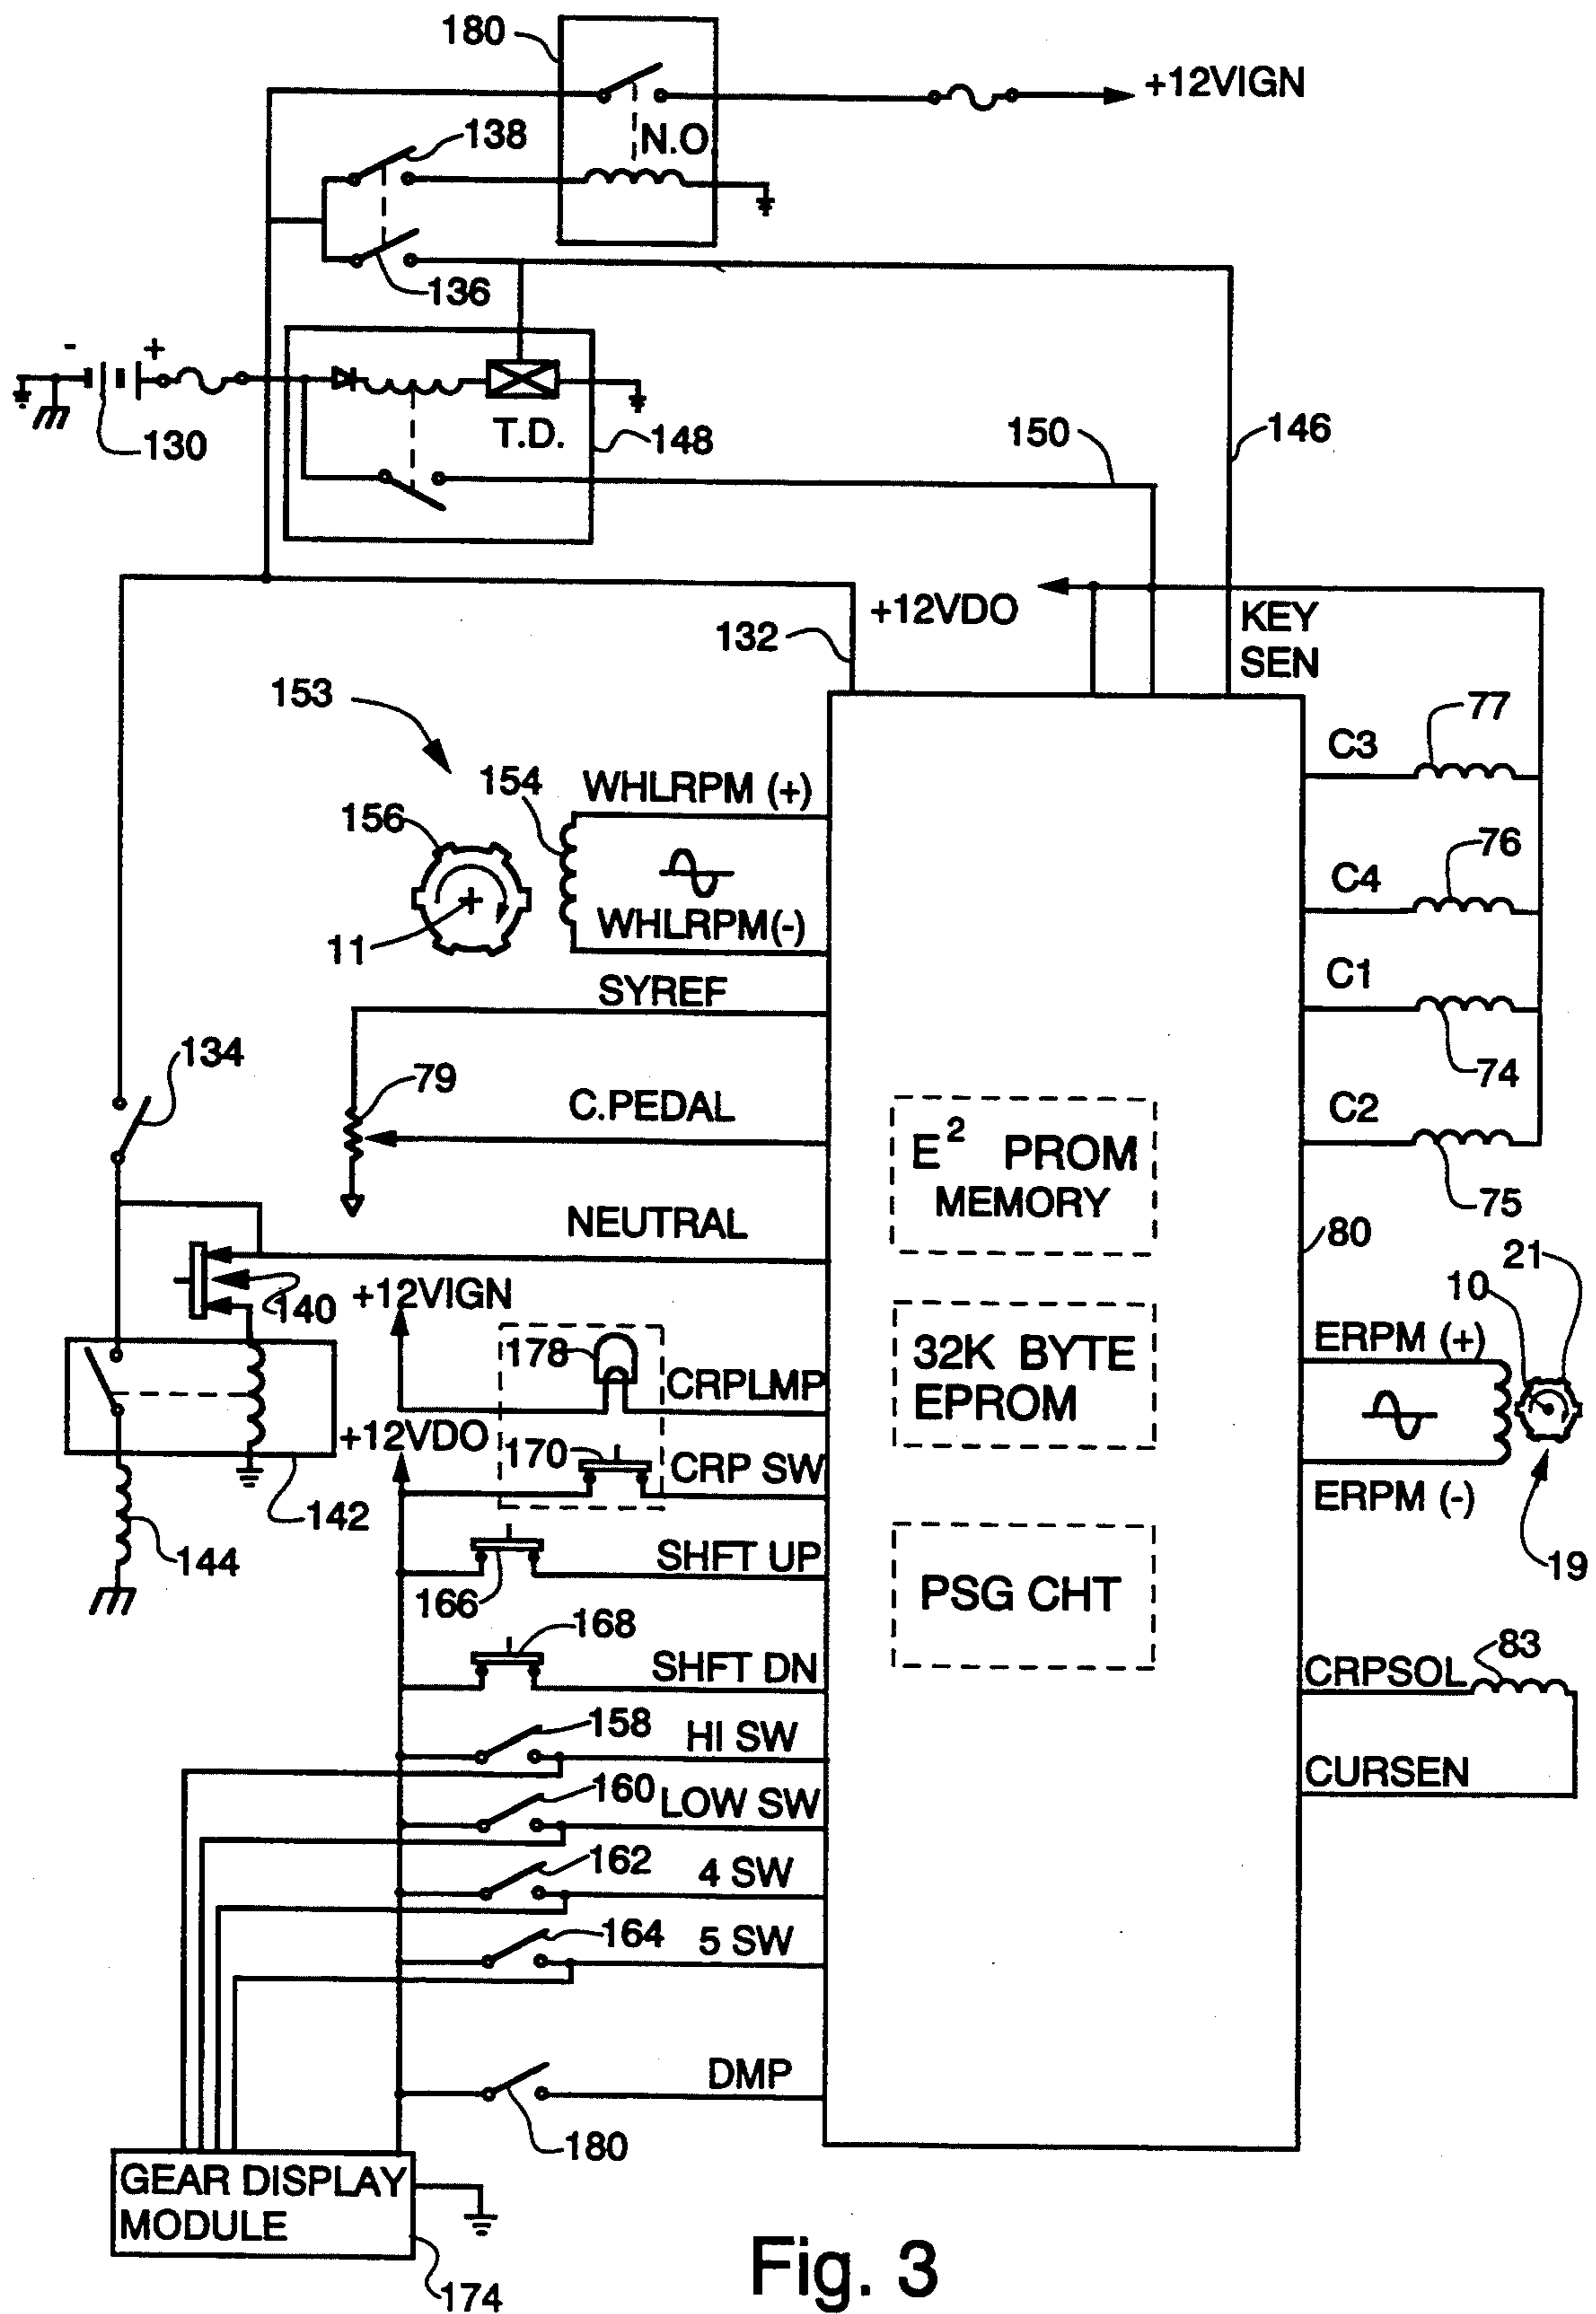 180
+12VIGN
138
N.O
136
- +
130
T.D.
148
150
146
+12VDO
KEY
SEN
132
153
77
C3
154
WHLRPM (+)
156
76
C4
WHLRPM(-)
11
SYREF
C1
134
79
74
C.PEDAL
C2
E2 PROM
MEMORY
75
NEUTRAL
80
21
10
140
+12VIGN
ERPM (+)
178
32K BYTE
EPROM
CRPLMP
+12VDO
170
CRP SW
ERPM (-)
142
144
SHFT UP
19
166
PSG CHT
168
83
SHFT DN
CRPSOL
158
HI SW
CURSEN
160
LOW SW
162
4 SW
164
5 SW
DMP
180
GEAR DISPLAY
MODULE
174
Fig. 3